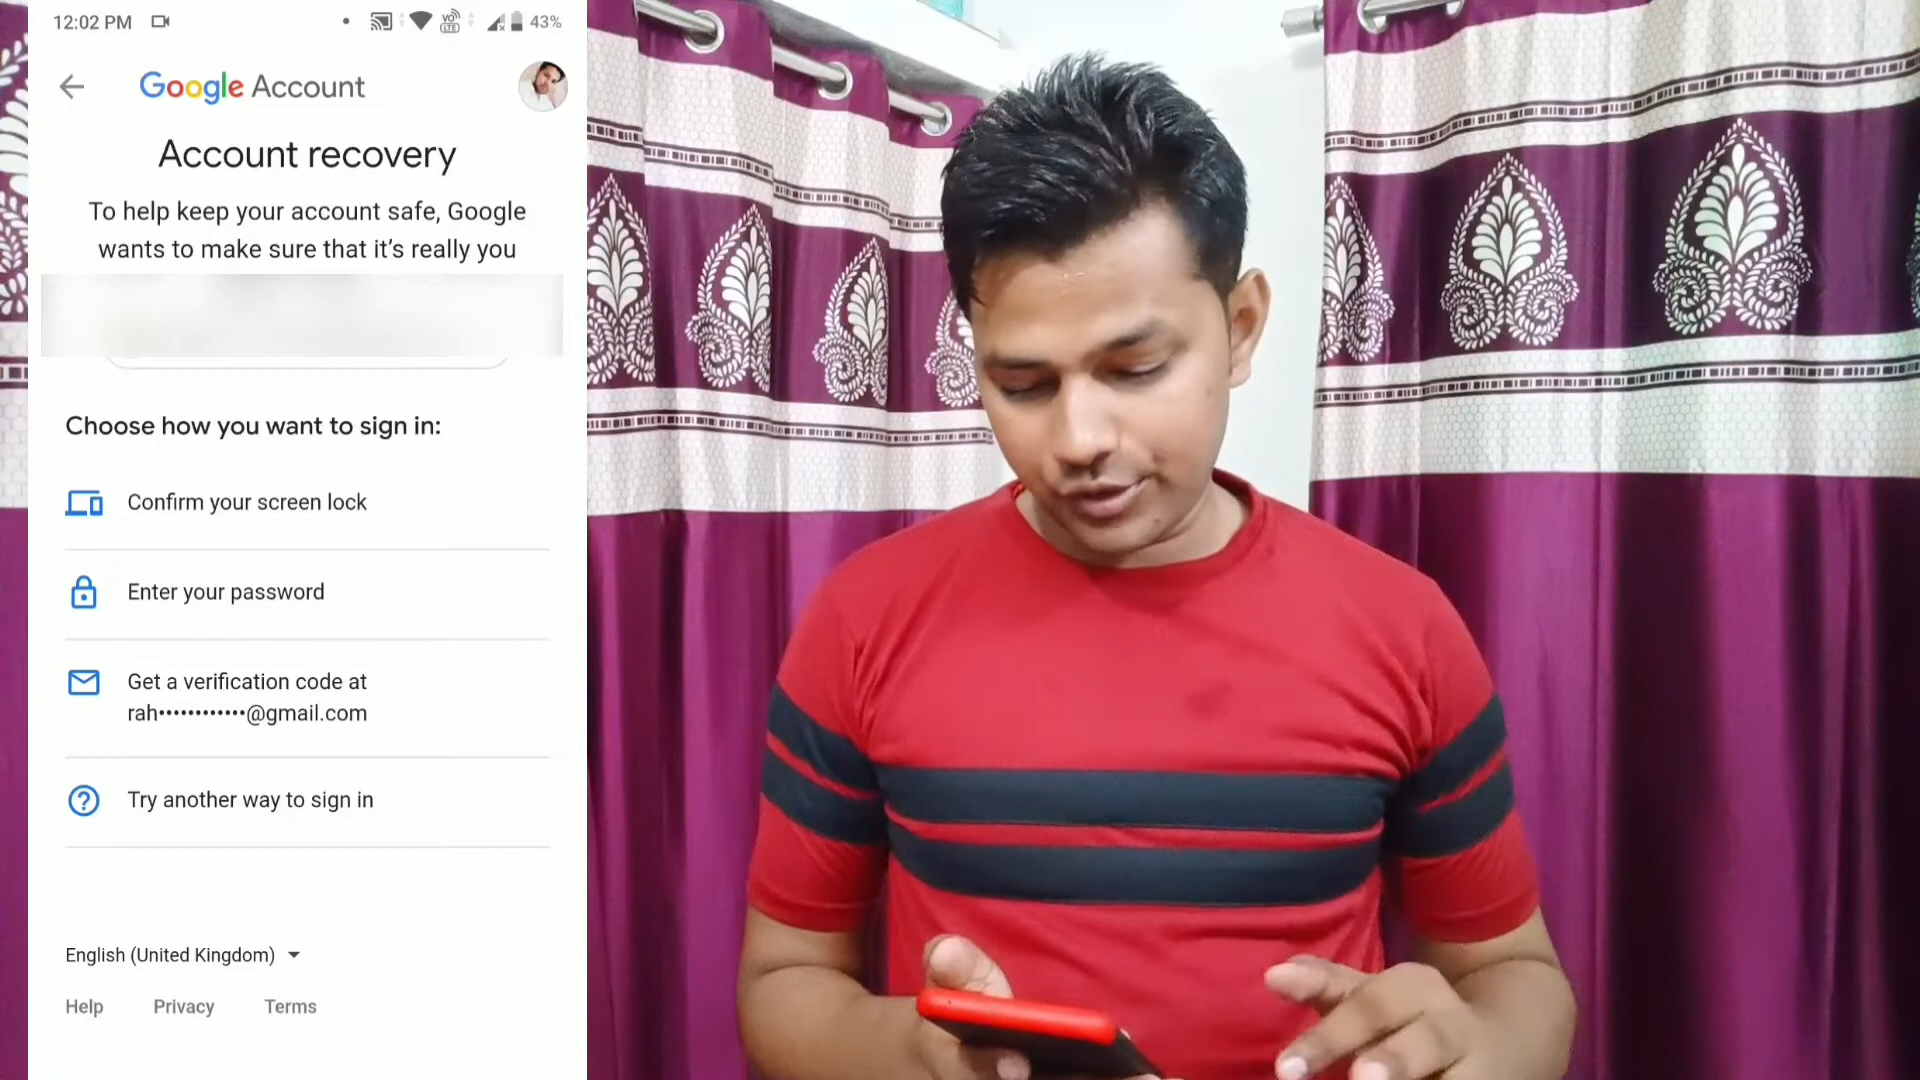 12:02 PM
VO
LTE
43%
Google Account
Account recovery
To help keep your account safe, Google
wants to make sure that it's really you
Choose how you want to sign in:
Confirm your screen lock
Enter your password
Get a verification code at
rah••••••••••••@gmail.com
Try another way to sign in
English (United Kingdom)
Help
Privacy
Terms